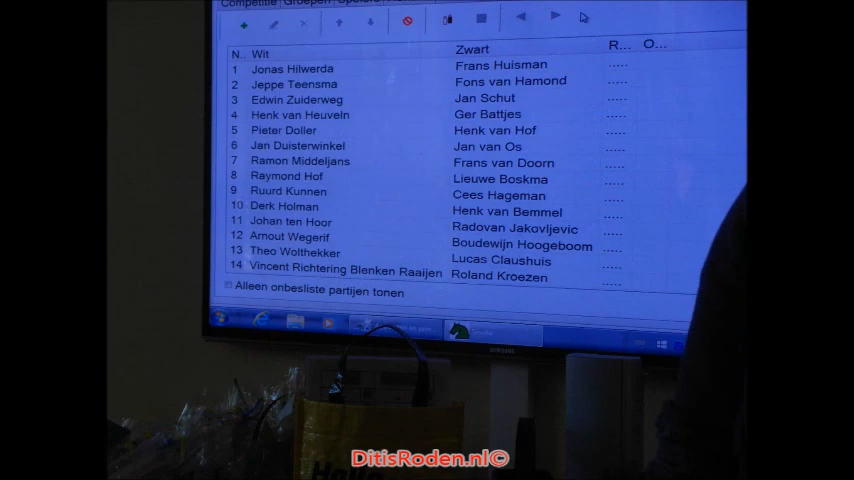 Competitie Groepen Spelers
N.. Wit Zwart R... O...
1 Jonas Hilwerda Frans Huisman .....
2 Jeppe Teensma Fons van Hamond .....
3 Edwin Zuiderweg Jan Schut .....
4 Henk van Heuveln Ger Battjes .....
5 Pieter Doller Henk van Hof .....
6 Jan Duisterwinkel Jan van Os .....
7 Ramon Middeljans Frans van Doorn .....
8 Raymond Hof Lieuwe Boskma .....
9 Ruurd Kunnen Cees Hageman .....
10 Derk Holman Henk van Bemmel .....
11 Johan ten Hoor Radovan Jakovljevic .....
12 Arnout Wegerif Boudewijn Hoogeboom .....
13 Theo Wolthekker Lucas Claushuis .....
14 Vincent Richtering Blenken Raaijen Roland Kroezen .....
Alleen onbesliste partijen tonen
SAMSUNG
DitisRoden.nl©